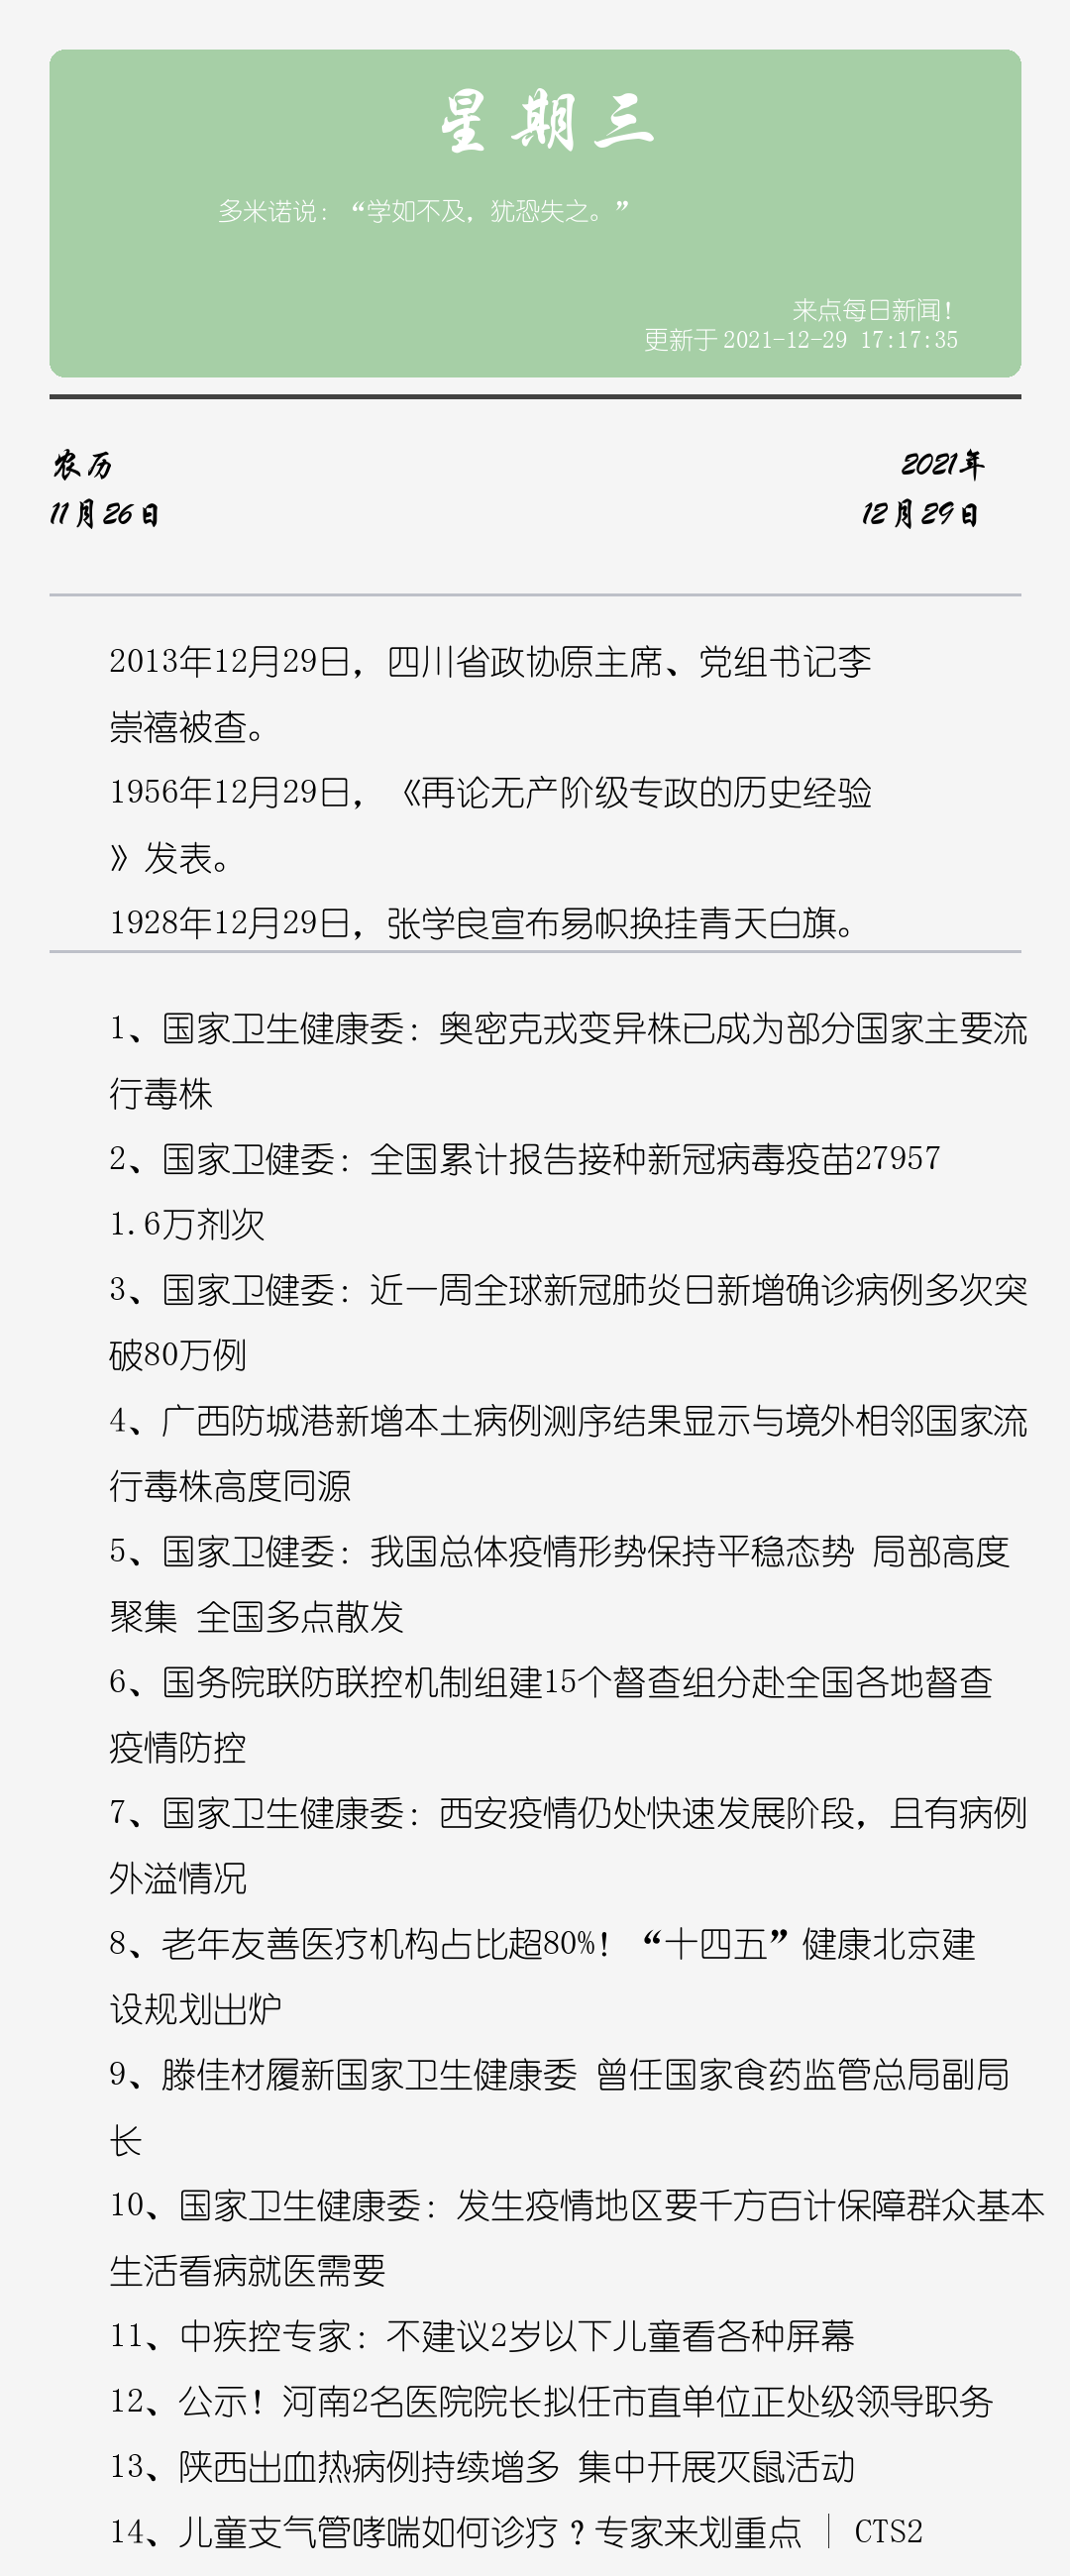 星期三
多米诺说：“学如不及，犹恐失之。”
来点每日新闻！
更新于 2021-12-29 17:17:35
农历
2021年
11月26日
12月29日
2013年12月29日，四川省政协原主席、党组书记李
崇禧被查。
1956年12月29日，《再论无产阶级专政的历史经验
》发表。
1928年12月29日，张学良宣布易帜换挂青天白旗。
1、国家卫生健康委：奥密克戎变异株已成为部分国家主要流
行毒株
2、国家卫健委：全国累计报告接种新冠病毒疫苗27957
1.6万剂次
3、国家卫健委：近一周全球新冠肺炎日新增确诊病例多次突
破80万例
4、广西防城港新增本土病例测序结果显示与境外相邻国家流
行毒株高度同源
5、国家卫健委：我国总体疫情形势保持平稳态势 局部高度
聚集 全国多点散发
6、国务院联防联控机制组建15个督查组分赴全国各地督查
疫情防控
7、国家卫生健康委：西安疫情仍处快速发展阶段，且有病例
外溢情况
8、老年友善医疗机构占比超80%！“十四五”健康北京建
设规划出炉
9、滕佳材履新国家卫生健康委 曾任国家食药监管总局副局
长
10、国家卫生健康委：发生疫情地区要千方百计保障群众基本
生活看病就医需要
11、中疾控专家：不建议2岁以下儿童看各种屏幕
12、公示！河南2名医院院长拟任市直单位正处级领导职务
13、陕西出血热病例持续增多 集中开展灭鼠活动
14、儿童支气管哮喘如何诊疗？专家来划重点 | CTS2